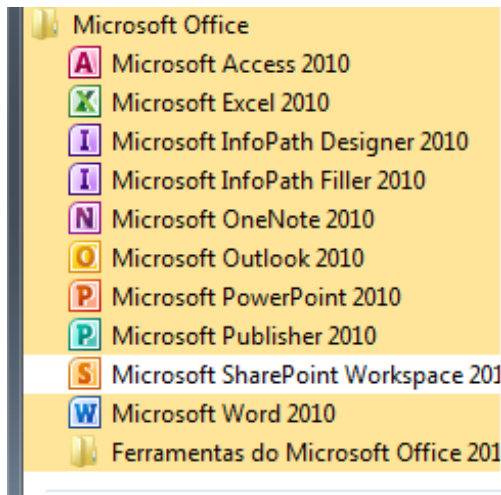 Microsoft Office
A Microsoft Access 2010
X Microsoft Excel 2010
I Microsoft InfoPath Designer 2010
I Microsoft InfoPath Filler 2010
N Microsoft OneNote 2010
O Microsoft Outlook 2010
P Microsoft PowerPoint 2010
P Microsoft Publisher 2010
S Microsoft SharePoint Workspace 201
W Microsoft Word 2010
Ferramentas do Microsoft Office 201